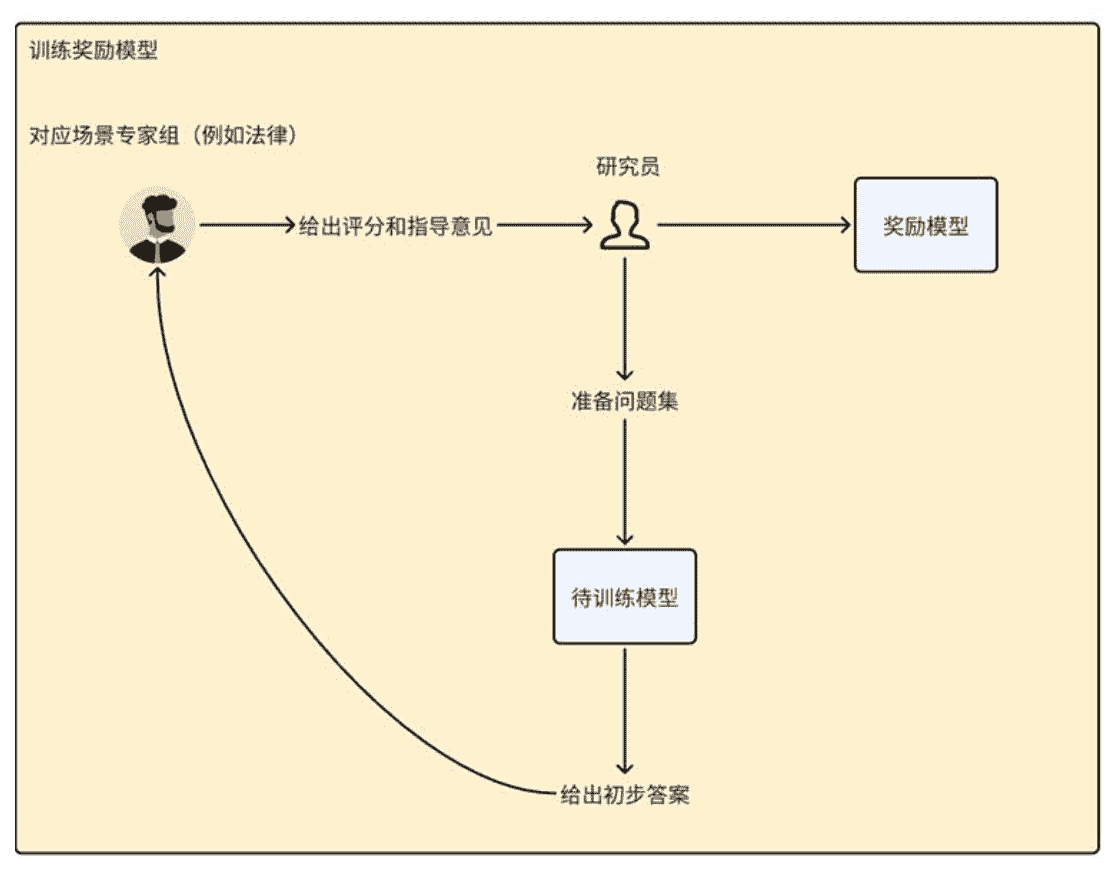 训练奖励模型
对应场景专家组（例如法律）
研究员
给出评分和指导意见
奖励模型
准备问题集
待训练模型
给出初步答案